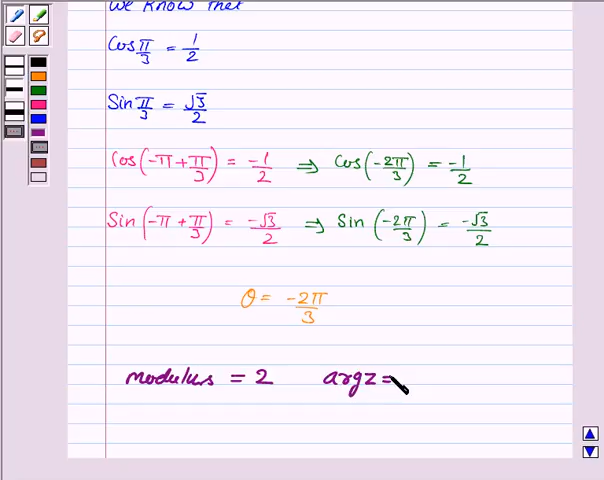 We know that
Cos π/3 = 1/2
Sin π/3 = √3/2
Cos(-π+π/3) = -1/2 ⇒ Cos(-2π/3) = -1/2
Sin(-π+π/3) = -√3/2 ⇒ Sin(-2π/3) = -√3/2
θ = -2π/3
modulus = 2 argz =